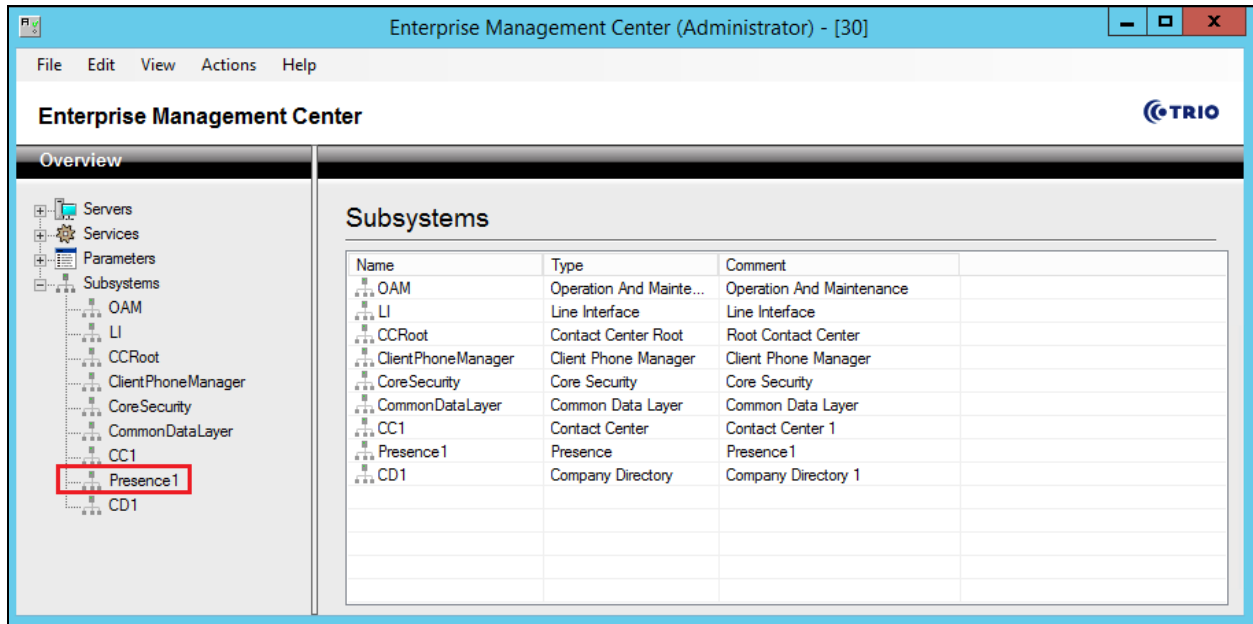 Enterprise Management Center (Administrator) - [30]
File Edit View Actions Help
Enterprise Management Center
TRIO
Overview
Servers
Services
Parameters
Subsystems
OAM
LI
CCRoot
ClientPhoneManager
CoreSecurity
CommonDataLayer
CC1
Presence1
CD1
Subsystems
Name Type Comment
OAM Operation And Mainte... Operation And Maintenance
LI Line Interface Line Interface
CCRoot Contact Center Root Root Contact Center
ClientPhoneManager Client Phone Manager Client Phone Manager
CoreSecurity Core Security Core Security
CommonDataLayer Common Data Layer Common Data Layer
CC1 Contact Center Contact Center 1
Presence1 Presence Presence1
CD1 Company Directory Company Directory 1